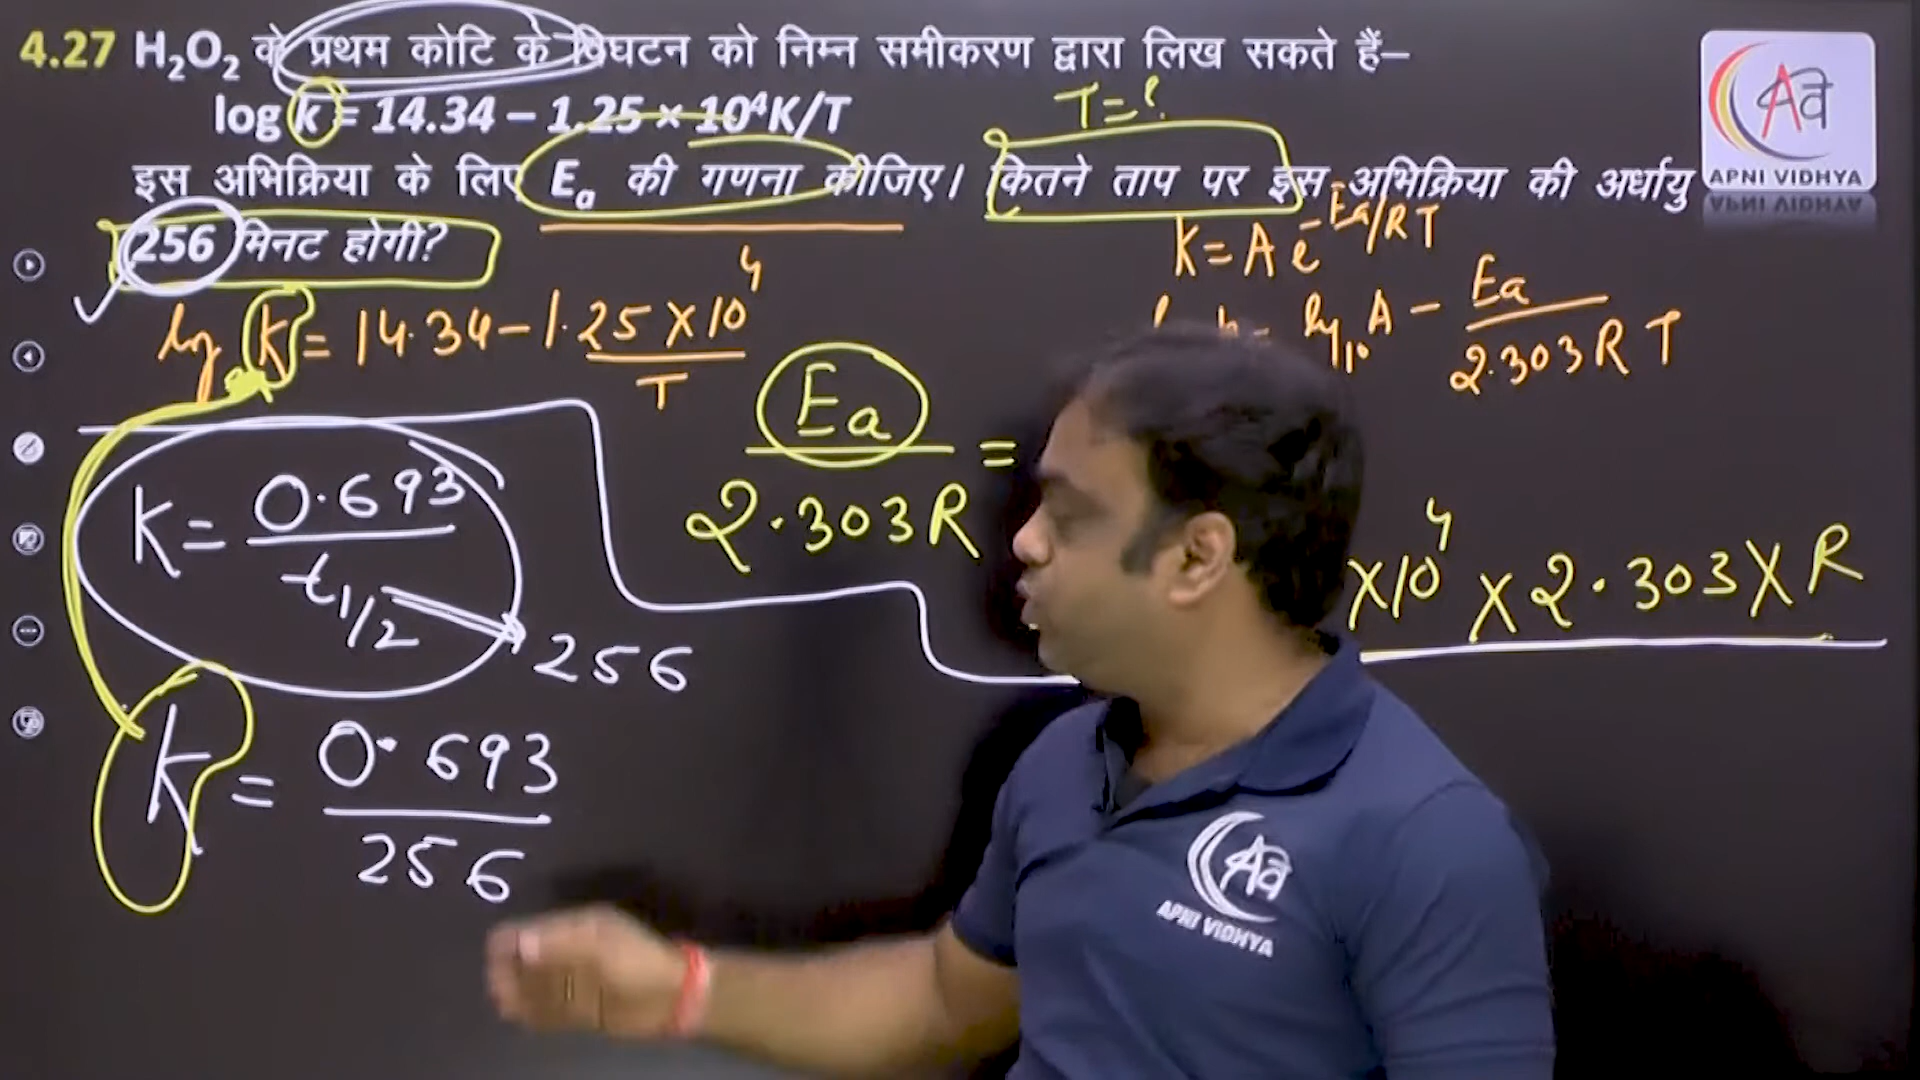 4.27 H₂O₂ के प्रथम कोटि के विघटन को निम्न समीकरण द्वारा लिख सकते हैं–
log k = 14.34 – 1.25 × 10⁴K/T
T=?
इस अभिक्रिया के लिए Eₐ की गणना कीजिए। कितने ताप पर इस अभिक्रिया की अर्धायु
256 मिनट होगी?
APNI VIDHYA
K = A e^-Ea/RT
log K = 14.34 – 1.25 × 10⁴ / T
log₁₀ A – Ea / 2.303 R T
Ea / 2.303 R =
× 10⁴ × 2.303 × R
K = 0.693 / t₁/₂
256
K = 0.693 / 256
APNI VIDHYA